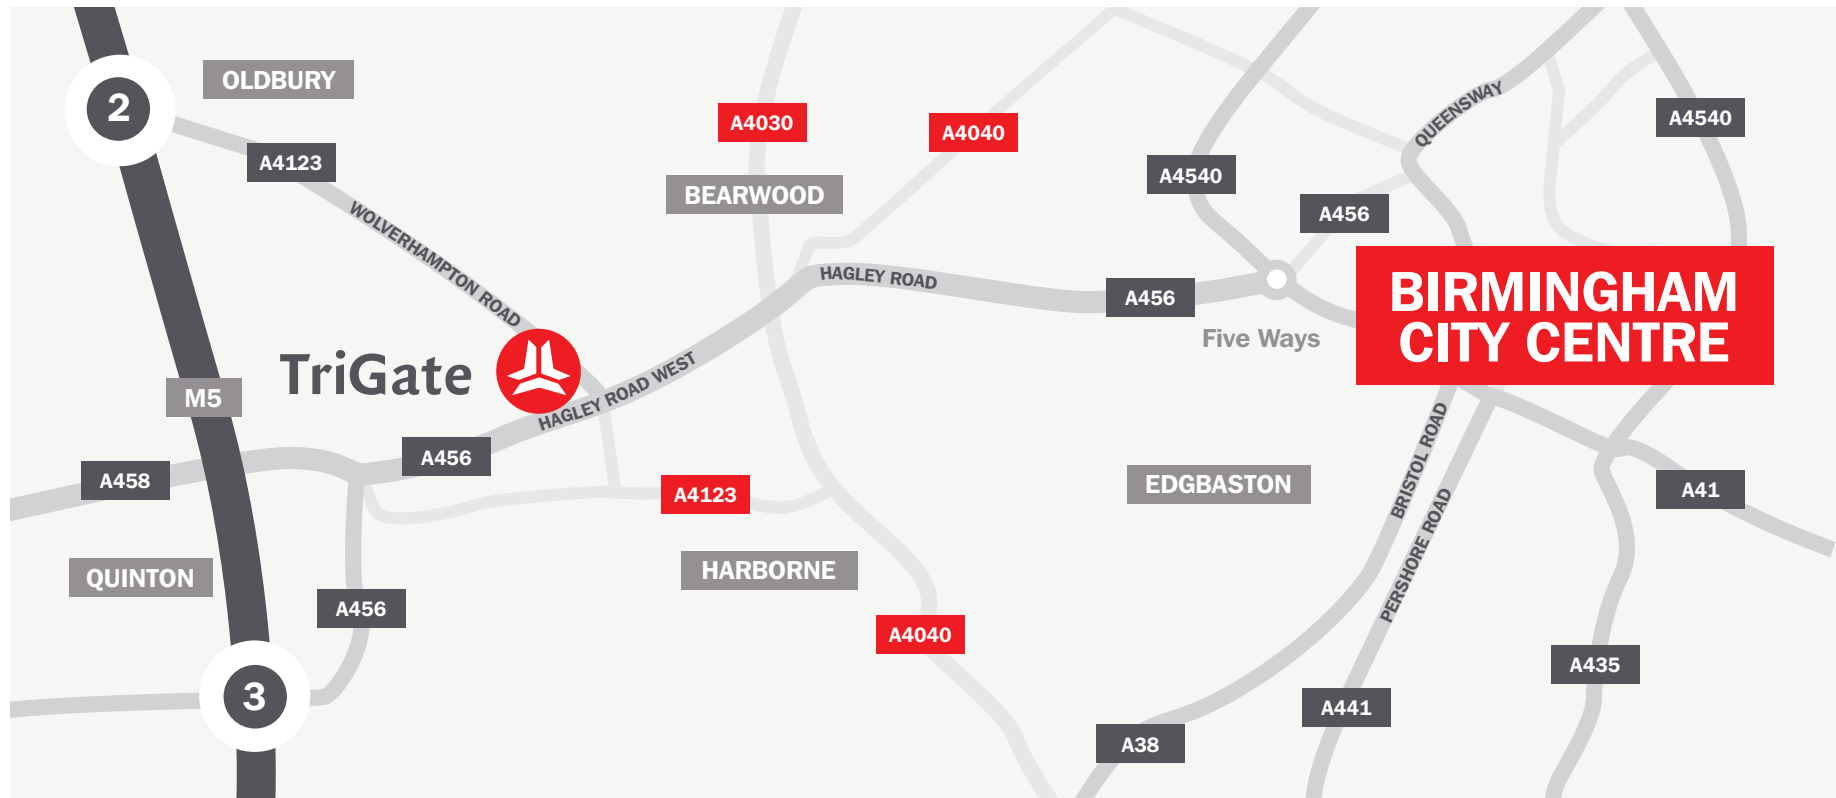 OLDBURY
2
A4123
WOLVERHAMPTON ROAD
A4030
A4040
BEARWOOD
QUEENSWAY
A4540
A4540
A456
HAGLEY ROAD
A456
Five Ways
BIRMINGHAM
CITY CENTRE
TriGate
HAGLEY ROAD WEST
M5
A456
A458
A4123
EDGBASTON
BRISTOL ROAD
PERSHORE ROAD
A41
QUINTON
HARBORNE
A456
A4040
A435
3
A441
A38